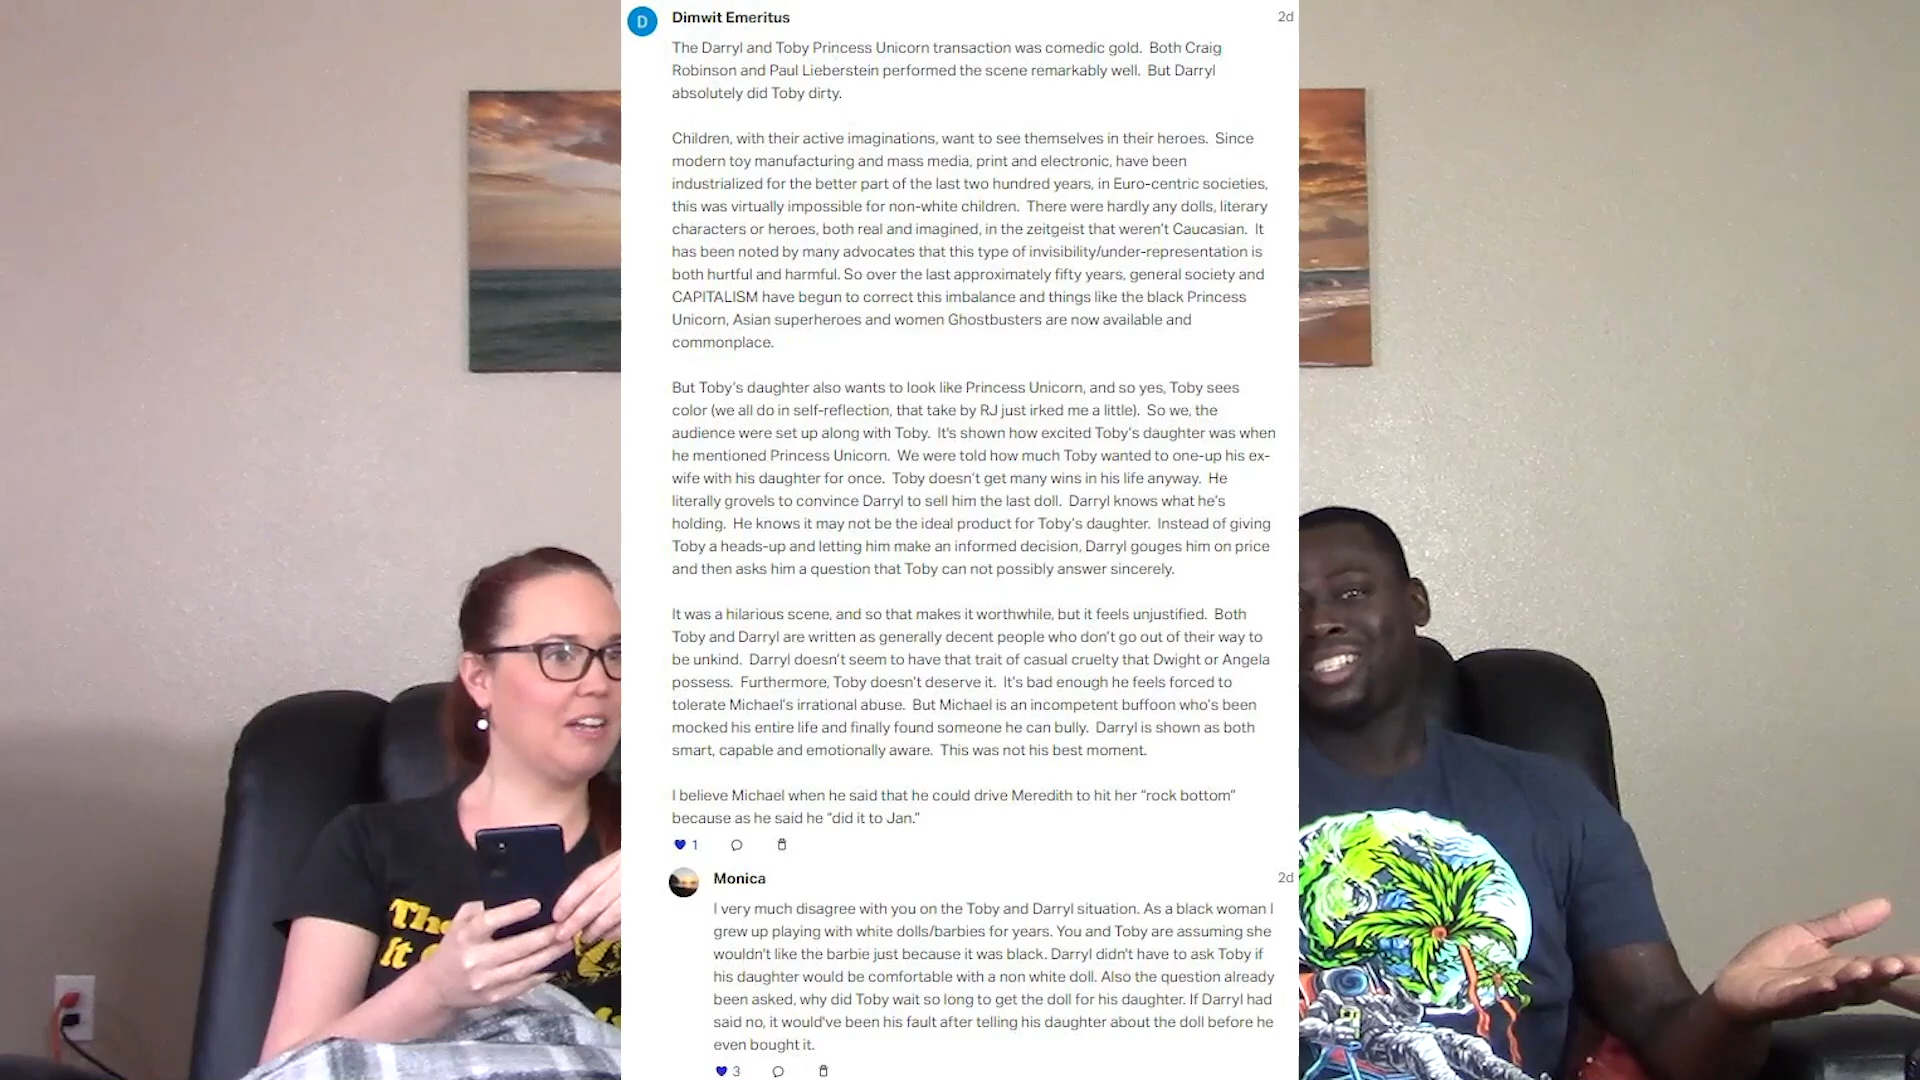 D
Dimwit Emeritus
2d
The Darryl and Toby Princess Unicorn transaction was comedic gold. Both Craig
Robinson and Paul Lieberstein performed the scene remarkably well. But Darryl
absolutely did Toby dirty.
Children, with their active imaginations, want to see themselves in their heroes. Since
modern toy manufacturing and mass media, print and electronic, have been
industrialized for the better part of the last two hundred years, in Euro-centric societies,
this was virtually impossible for non-white children. There were hardly any dolls, literary
characters or heroes, both real and imagined, in the zeitgeist that weren't Caucasian. It
has been noted by many advocates that this type of invisibility/under-representation is
both hurtful and harmful. So over the last approximately fifty years, general society and
CAPITALISM have begun to correct this imbalance and things like the black Princess
Unicorn, Asian superheroes and women Ghostbusters are now available and
commonplace.
But Toby's daughter also wants to look like Princess Unicorn, and so yes, Toby sees
color (we all do in self-reflection, that take by RJ just irked me a little). So we, the
audience were set up along with Toby. It's shown how excited Toby's daughter was when
he mentioned Princess Unicorn. We were told how much Toby wanted to one-up his ex-
wife with his daughter for once. Toby doesn't get many wins in his life anyway. He
literally grovels to convince Darryl to sell him the last doll. Darryl knows what he's
holding. He knows it may not be the ideal product for Toby's daughter. Instead of giving
Toby a heads-up and letting him make an informed decision, Darryl gouges him on price
and then asks him a question that Toby can not possibly answer sincerely.
It was a hilarious scene, and so that makes it worthwhile, but it feels unjustified. Both
Toby and Darryl are written as generally decent people who don't go out of their way to
be unkind. Darryl doesn't seem to have that trait of casual cruelty that Dwight or Angela
possess. Furthermore, Toby doesn't deserve it. It's bad enough he feels forced to
tolerate Michael's irrational abuse. But Michael is an incompetent buffoon who's been
mocked his entire life and finally found someone he can bully. Darryl is shown as both
smart, capable and emotionally aware. This was not his best moment.
I believe Michael when he said that he could drive Meredith to hit her "rock bottom"
because as he said he "did it to Jan."
1
Monica
2d
I very much disagree with you on the Toby and Darryl situation. As a black woman I
grew up playing with white dolls/barbies for years. You and Toby are assuming she
wouldn't like the barbie just because it was black. Darryl didn't have to ask Toby if
his daughter would be comfortable with a non white doll. Also the question already
been asked, why did Toby wait so long to get the doll for his daughter. If Darryl had
said no, it would've been his fault after telling his daughter about the doll before he
even bought it.
3
The
It